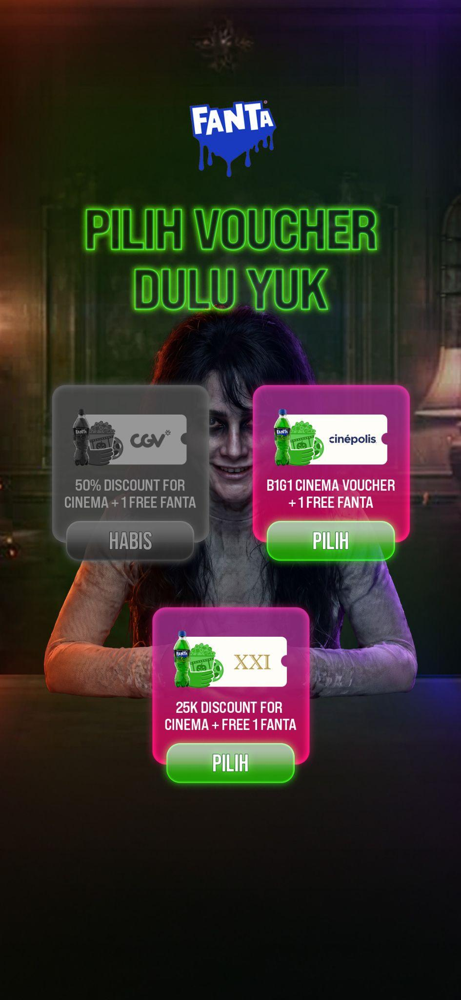 FANTA
PILIH VOUCHER
DULU YUK
FANTA
CGV*
50% DISCOUNT FOR
CINEMA + 1 FREE FANTA
HABIS
FANTA
cinépolis
B1G1 CINEMA VOUCHER
+ 1 FREE FANTA
PILIH
FANTA
XXI
25K DISCOUNT FOR
CINEMA + FREE 1 FANTA
PILIH